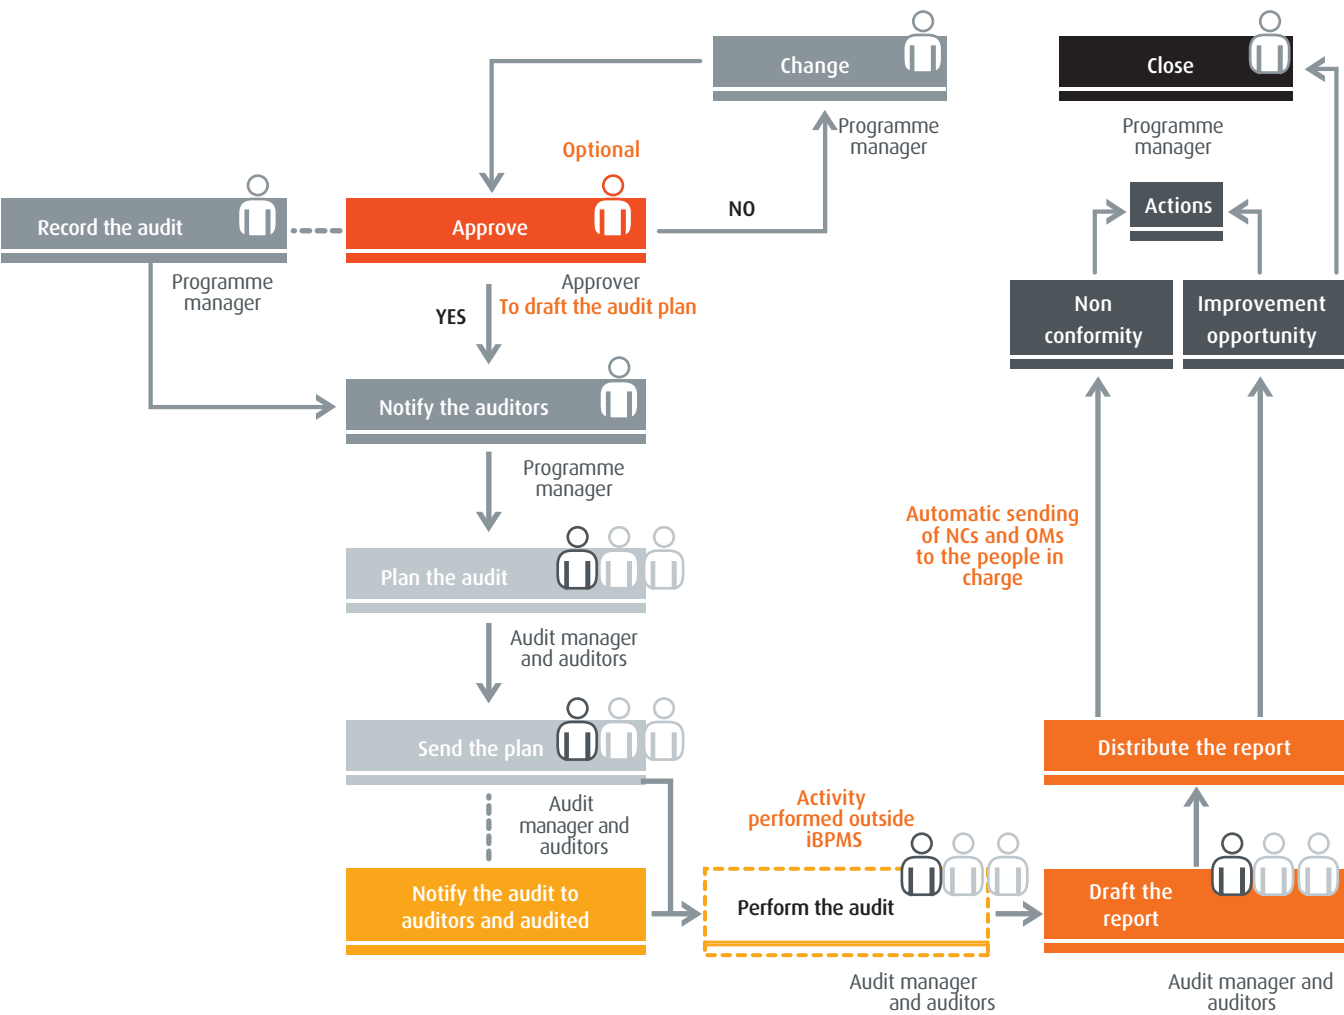 Change
Programme
manager
Close
Programme
manager
Optional
Record the audit
Programme
manager
Approve
NO
Approver
To draft the audit plan
YES
Actions
Non
conformity
Improvement
opportunity
Notify the auditors
Programme
manager
Automatic sending
of NCs and OMs
to the people in
charge
Plan the audit
Audit manager
and auditors
Send the plan
Audit
manager and
auditors
Distribute the report
Activity
performed outside
iBPMS
Notify the audit to
auditors and audited
Perform the audit
Audit manager
and auditors
Draft the
report
Audit manager and
auditors